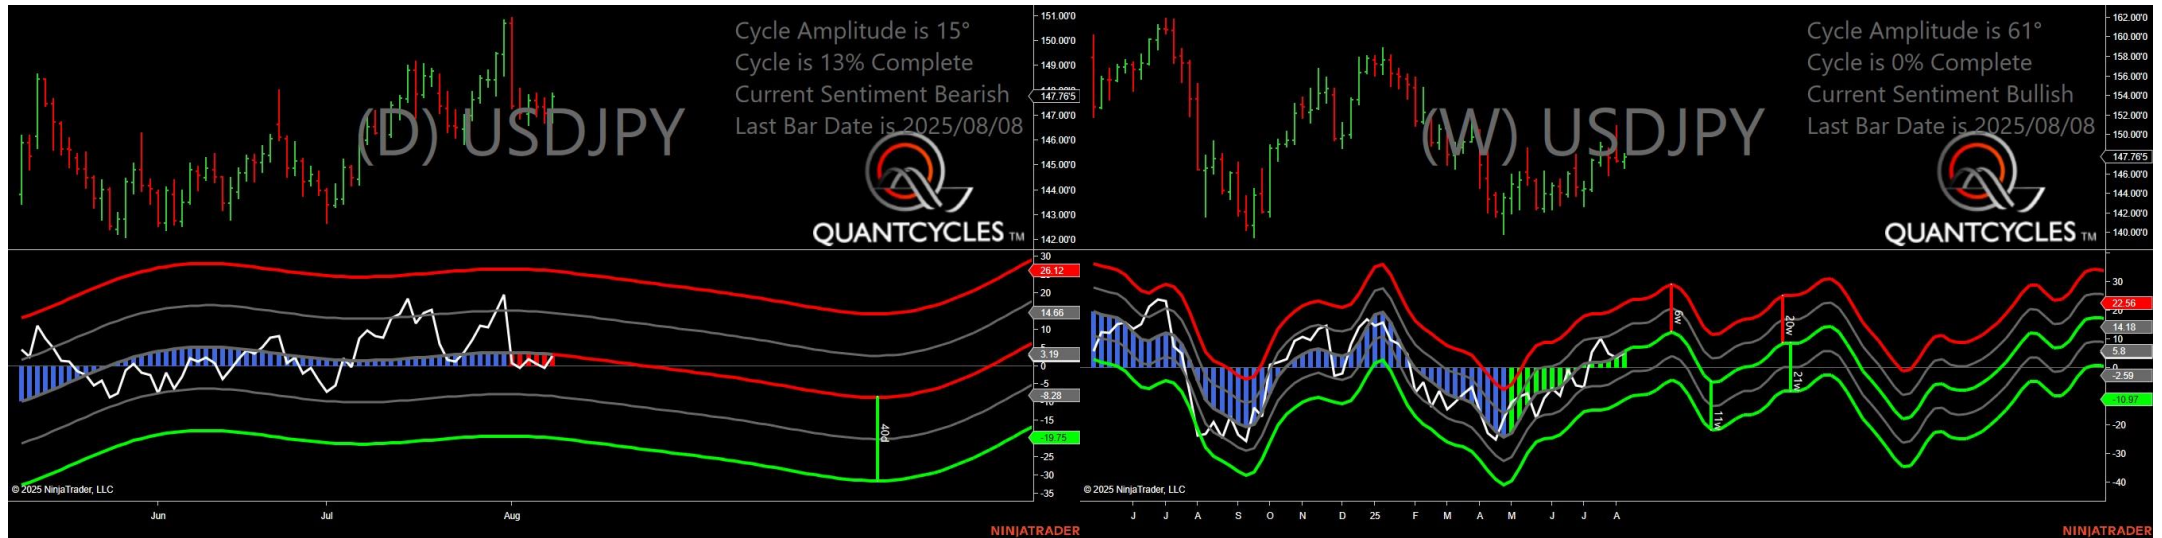 Cycle Amplitude is 15°
Cycle is 13% Complete
Current Sentiment Bearish
Last Bar Date is 2025/08/08
(D) USDJPY
QUANTCYCLES TM
151.00'0
150.00'0
149.00'0
147.76'5
147.00'0
146.00'0
145.00'0
144.00'0
143.00'0
142.00'0
30
26.12
20
14.66
10
5
3.19
0
-5
-8.28
-10
-15
-19.75
-25
-30
-35
40d
© 2025 NinjaTrader, LLC
Jun Jul Aug
NINJATRADER
Cycle Amplitude is 61°
Cycle is 0% Complete
Current Sentiment Bullish
Last Bar Date is 2025/08/08
(W) USDJPY
QUANTCYCLES TM
162.00'0
160.00'0
158.00'0
156.00'0
154.00'0
152.00'0
150.00'0
147.76'5
146.00'0
144.00'0
142.00'0
140.00'0
30
22.56
20
14.18
10
5.8
0
-2.59
-10.97
-20
-30
-40
6w
20w
11w
21w
© 2025 NinjaTrader, LLC
J J A S O N D 25 F M A M J J A
NINJATRADER